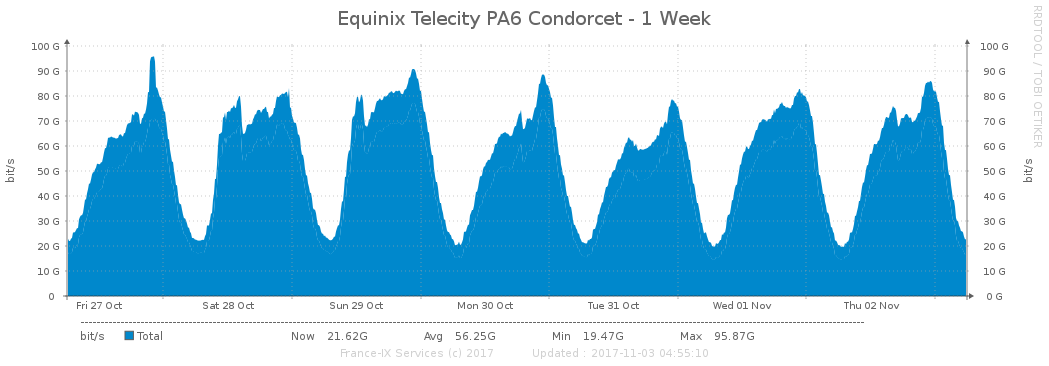 Equinix Telecity PA6 Condorcet - 1 Week
RRDTOOL / TOBI OETIKER
100 G 100 G
90 G 90 G
80 G 80 G
70 G 70 G
60 G 60 G
50 G 50 G
40 G 40 G
30 G 30 G
20 G 20 G
10 G 10 G
0 0 G
bit/s bit/s
Fri 27 Oct Sat 28 Oct Sun 29 Oct Mon 30 Oct Tue 31 Oct Wed 01 Nov Thu 02 Nov
bit/s Total Now 21.62G Avg 56.25G Min 19.47G Max 95.87G
France-IX Services (c) 2017 Updated : 2017-11-03 04:55:10